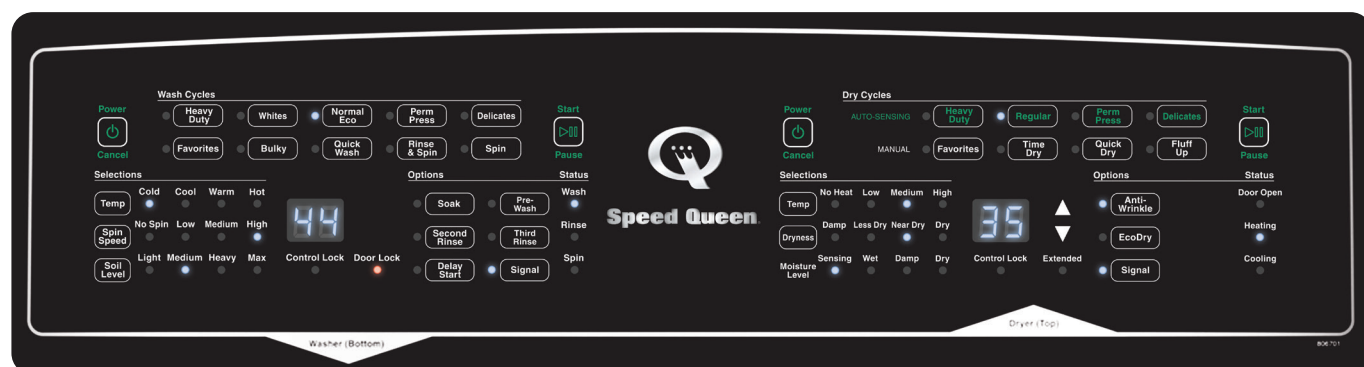 Wash Cycles
Power
Cancel
Heavy
Duty
Whites
Normal
Eco
Perm
Press
Delicates
Favorites
Bulky
Quick
Wash
Rinse
& Spin
Spin
Start
Pause
Selections
Temp
Cold Cool Warm Hot
Spin
Speed
No Spin Low Medium High
Soil
Level
Light Medium Heavy Max
44
Control Lock Door Lock
Options
Soak
Pre-
Wash
Second
Rinse
Third
Rinse
Delay
Start
Signal
Status
Wash
Rinse
Spin
Speed Queen
Dry Cycles
Power
Cancel
AUTO-SENSING
Heavy
Duty
Regular
Perm
Press
Delicates
MANUAL
Favorites
Time
Dry
Quick
Dry
Fluff
Up
Start
Pause
Selections
Temp
No Heat Low Medium High
Dryness
Damp Less Dry Near Dry Dry
Moisture
Level
Sensing Wet Damp Dry
35
Control Lock Extended
Options
Anti-
Wrinkle
EcoDry
Signal
Status
Door Open
Heating
Cooling
Washer (Bottom)
Dryer (Top)
806701